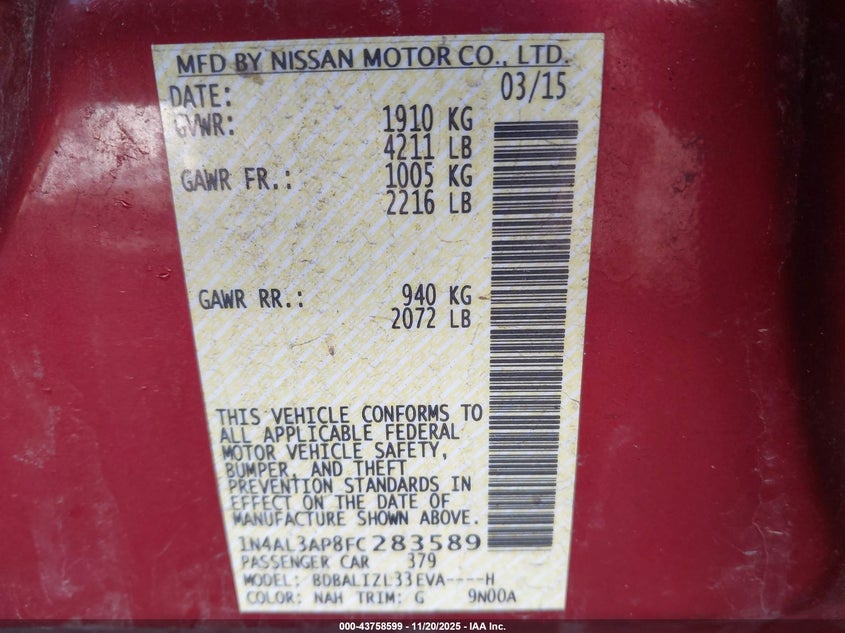 MFD BY NISSAN MOTOR CO., LTD.
DATE: 03/15
GVWR: 1910 KG
4211 LB
GAWR FR.: 1005 KG
2216 LB
GAWR RR.: 940 KG
2072 LB
THIS VEHICLE CONFORMS TO
ALL APPLICABLE FEDERAL
MOTOR VEHICLE SAFETY,
BUMPER, AND THEFT
PREVENTION STANDARDS IN
EFFECT ON THE DATE OF
MANUFACTURE SHOWN ABOVE.
1N4AL3AP8FC283589
PASSENGER CAR 379
MODEL: BDBALIZL33EVA----H
COLOR: NAH TRIM: G 9N00A
000-43758599 - 11/20/2025 - IAA Inc.